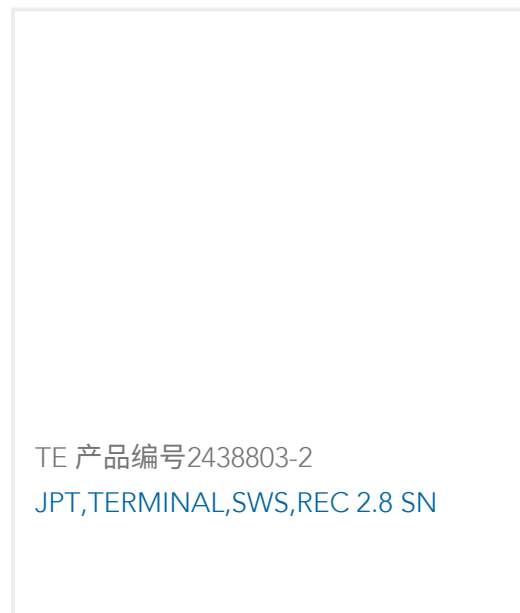 TE 产品编号2438803-2
JPT,TERMINAL,SWS,REC 2.8 SN